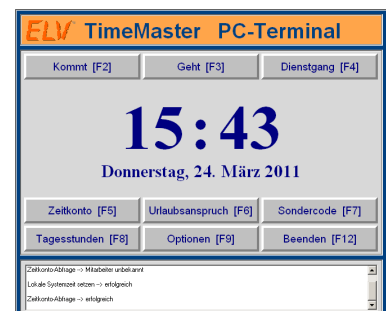 ELV TimeMaster PC-Terminal
Kommt [F2] Geht [F3] Dienstgang [F4]
15:43
Donnerstag, 24. März 2011
Zeitkonto [F5] Urlaubsanspruch [F6] Sondercode [F7]
Tagesstunden [F8] Optionen [F9] Beenden [F12]
Zeitkonto-Abfrage -> Mitarbeiter unbekannt
Lokale Systemzeit setzen -> erfolgreich
Zeitkonto-Abfrage -> erfolgreich